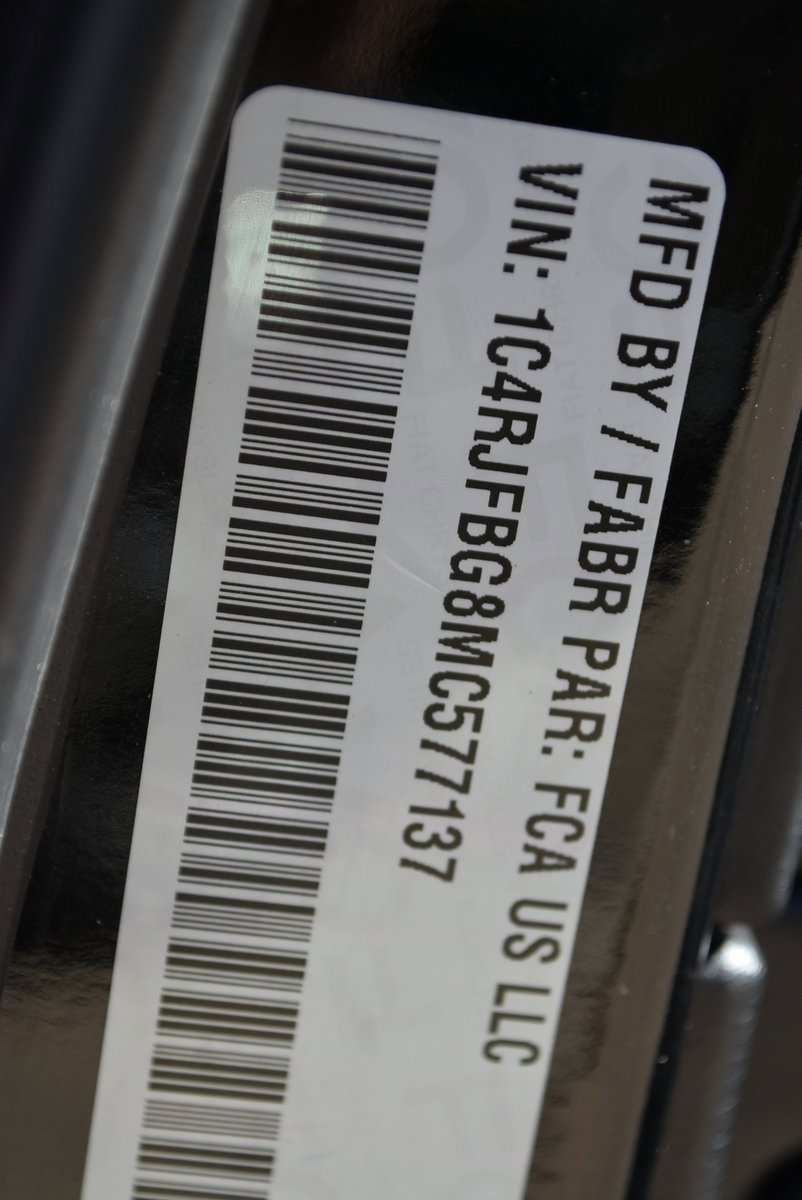 MFD BY / FABR PAR: FCA US LLC
VIN: 1C4RJFBG8MC577137